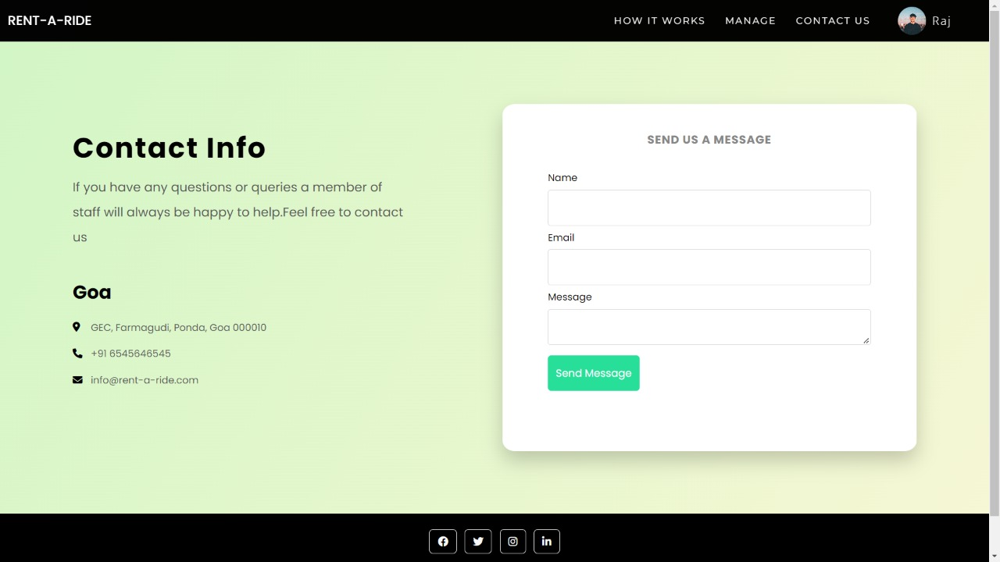 RENT-A-RIDE
HOW IT WORKS
MANAGE
CONTACT US
Raj
Contact Info
If you have any questions or queries a member of
staff will always be happy to help.Feel free to contact
us
Goa
GEC, Farmagudi, Ponda, Goa 000010
+91 6545646545
info@rent-a-ride.com
SEND US A MESSAGE
Name
Email
Message
Send Message